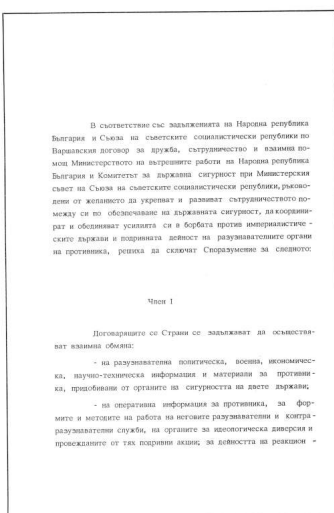 В съответствие със задълженията на Народна република
България и Съюза на съветските социалистически републики по
Варшавския договор за дружба, сътрудничество и взаимна по-
мощ Министерството на вътрешните работи на Народна република
България и Комитетът за държавна сигурност при Министерския
съвет на Съюза на съветските социалистически републики, ръково-
дени от желанието да укрепват и развиват сътрудничеството по-
между си по обезпечаване на държавната сигурност, да координи-
рат и обединяват усилията си в борбата против империалистиче -
ските държави и подривната дейност на разузнавателните органи
на противника, решиха да сключат Споразумение за следното:
Член I
Договарящите се Страни се задължават да осъществя-
ват взаимна обмяна:
- на разузнавателна политическа, военна, икономичес-
ка, научно-техническа информация и материали за противни-
ка, придобивани от органите на сигурността на двете държави;
- на оперативна информация за противника, за фор-
мите и методите на работа на неговите разузнавателни и контра-
разузнавателни служби, на органите за идеологическа диверсия и
провежданите от тях подривни акции; за дейността на реакцион -